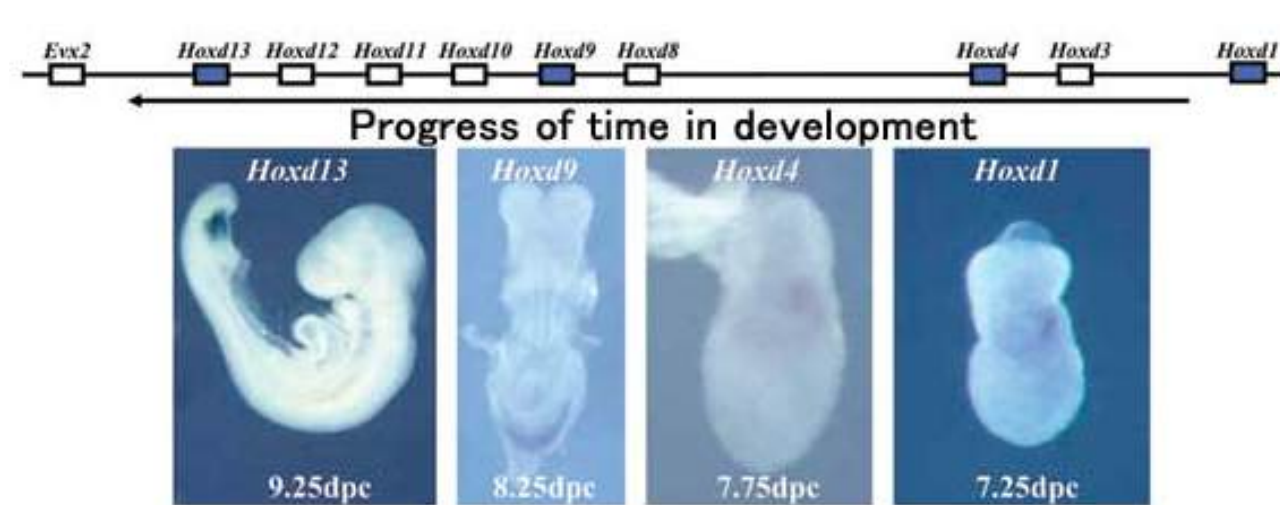 Evx2 Hoxd13 Hoxd12 Hoxd11 Hoxd10 Hoxd9 Hoxd8 Hoxd4 Hoxd3 Hoxd1
Progress of time in development
Hoxd13 Hoxd9 Hoxd4 Hoxd1
9.25dpc 8.25dpc 7.75dpc 7.25dpc